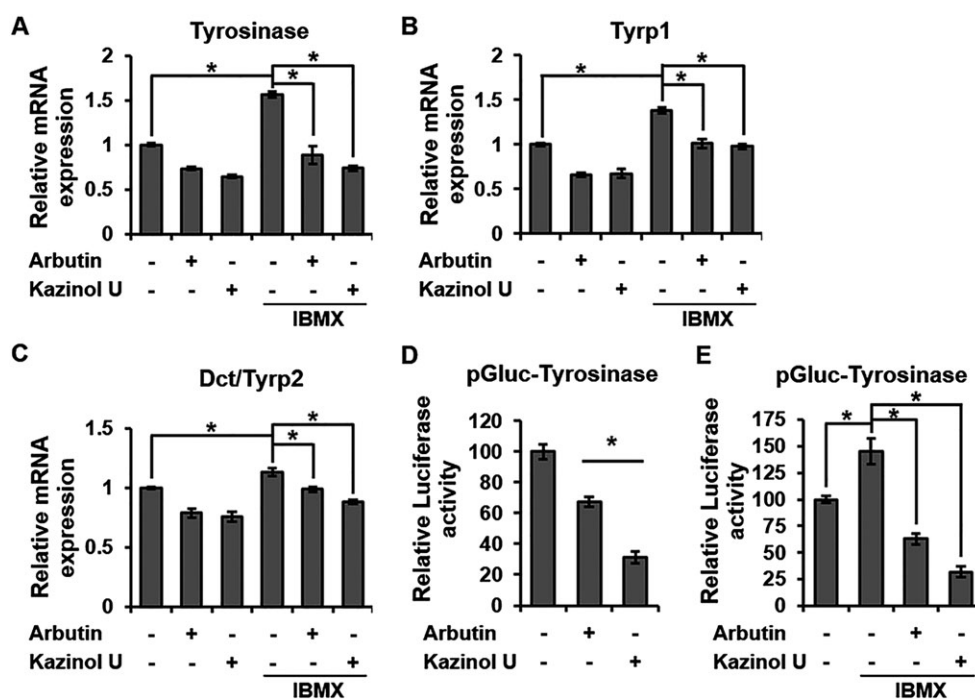 A
Tyrosinase
Relative mRNA
expression
2
1.5
1
0.5
0
*
*
*
Arbutin - + - - + -
Kazinol U - - + - - +
IBMX
B
Tyrp1
Relative mRNA
expression
2
1.5
1
0.5
0
*
*
*
Arbutin - + - - + -
Kazinol U - - + - - +
IBMX
C
Dct/Tyrp2
Relative mRNA
expression
1.5
1
0.5
0
*
*
*
Arbutin - + - - + -
Kazinol U - - + - - +
IBMX
D
pGluc-Tyrosinase
Relative Luciferase
activity
120
100
80
60
40
20
0
*
Arbutin - + -
Kazinol U - - +
E
pGluc-Tyrosinase
Relative Luciferase
activity
175
150
125
100
75
50
25
0
*
*
*
Arbutin - - + -
Kazinol U - - - +
IBMX